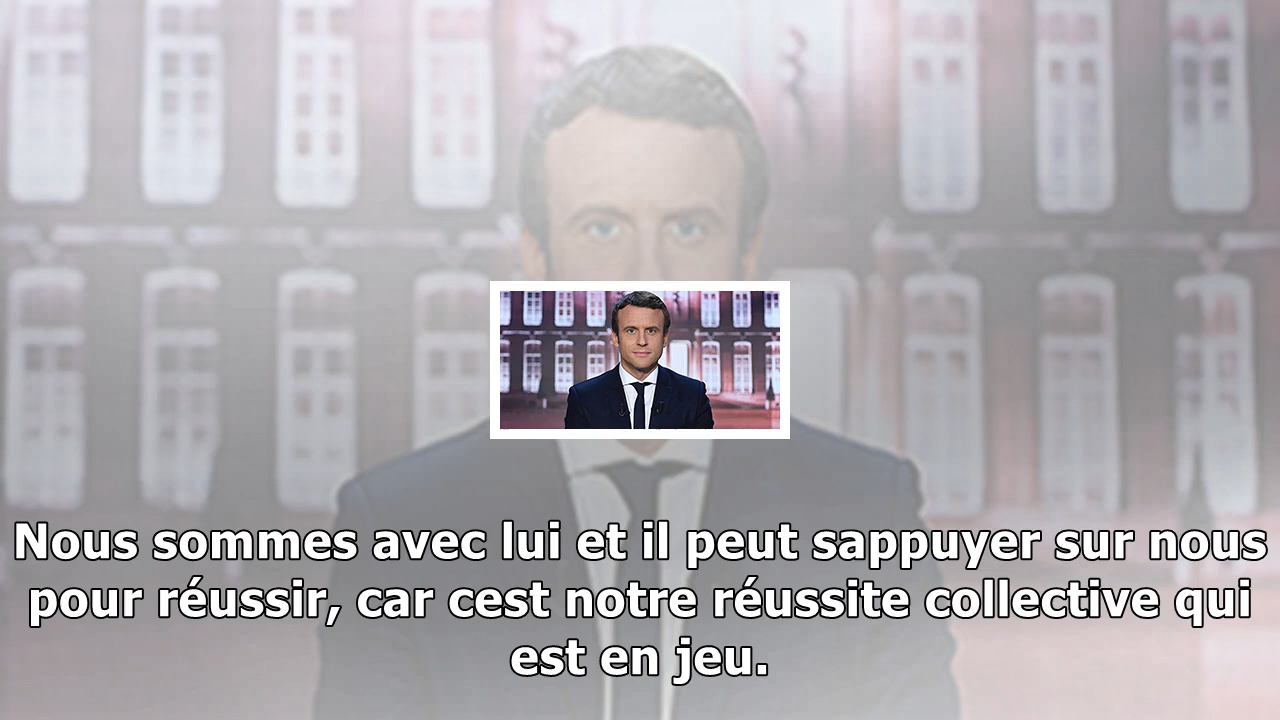 Nous sommes avec lui et il peut sappuyer sur nous
pour réussir, car cest notre réussite collective qui
est en jeu.